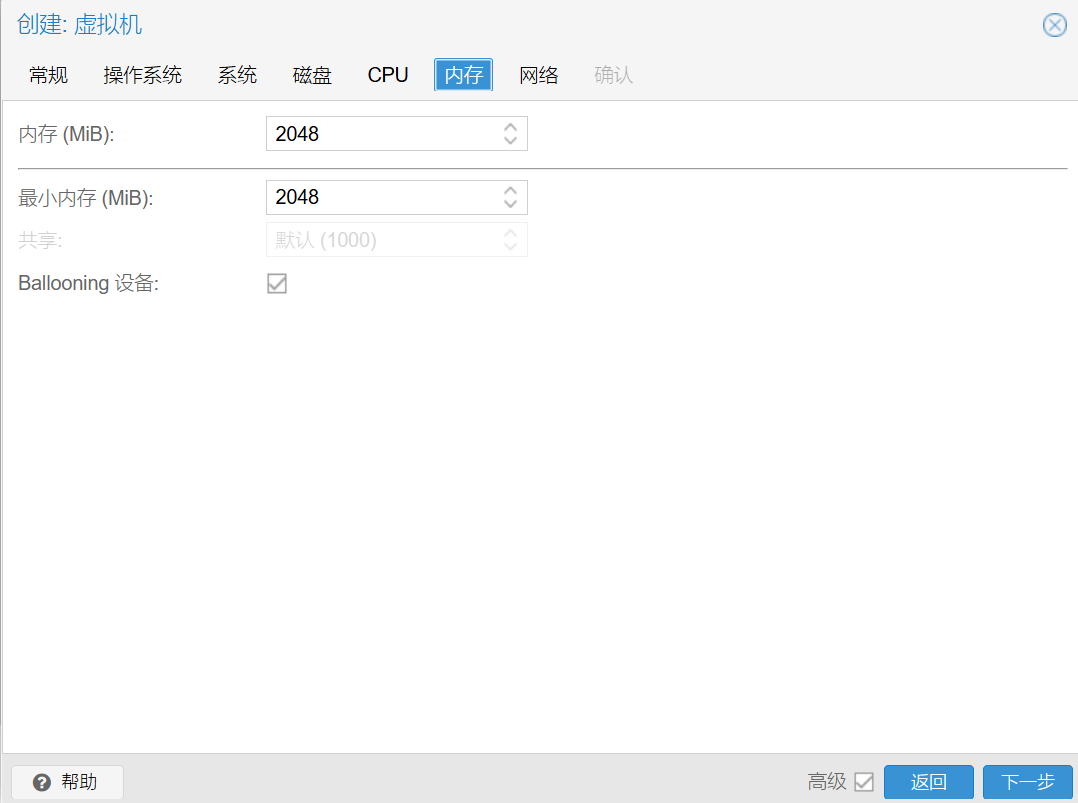 创建: 虚拟机
常规 操作系统 系统 磁盘 CPU 内存 网络 确认
内存 (MiB): 2048
最小内存 (MiB): 2048
共享: 默认 (1000)
Ballooning 设备:
? 帮助 高级 返回 下一步